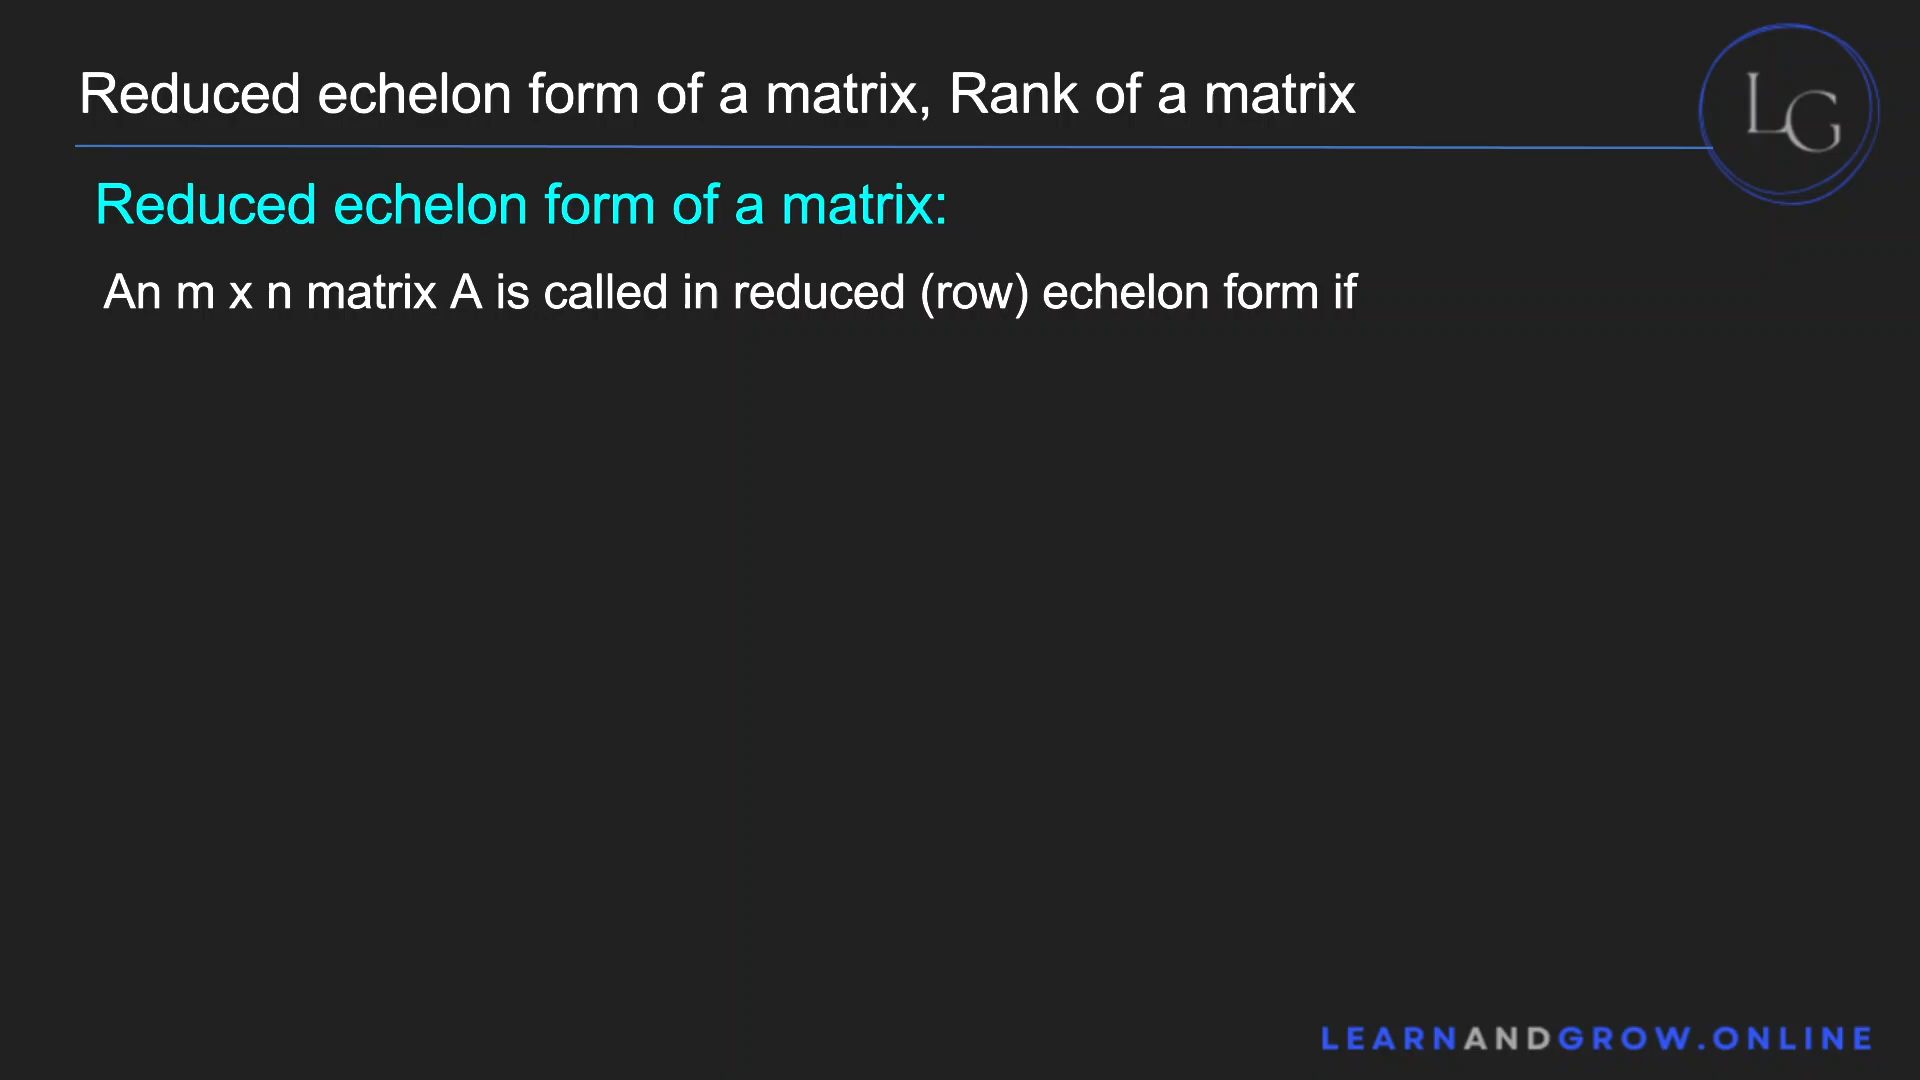 Reduced echelon form of a matrix, Rank of a matrix
LG
Reduced echelon form of a matrix:
An m x n matrix A is called in reduced (row) echelon form if
LEARNANDGROW.ONLINE